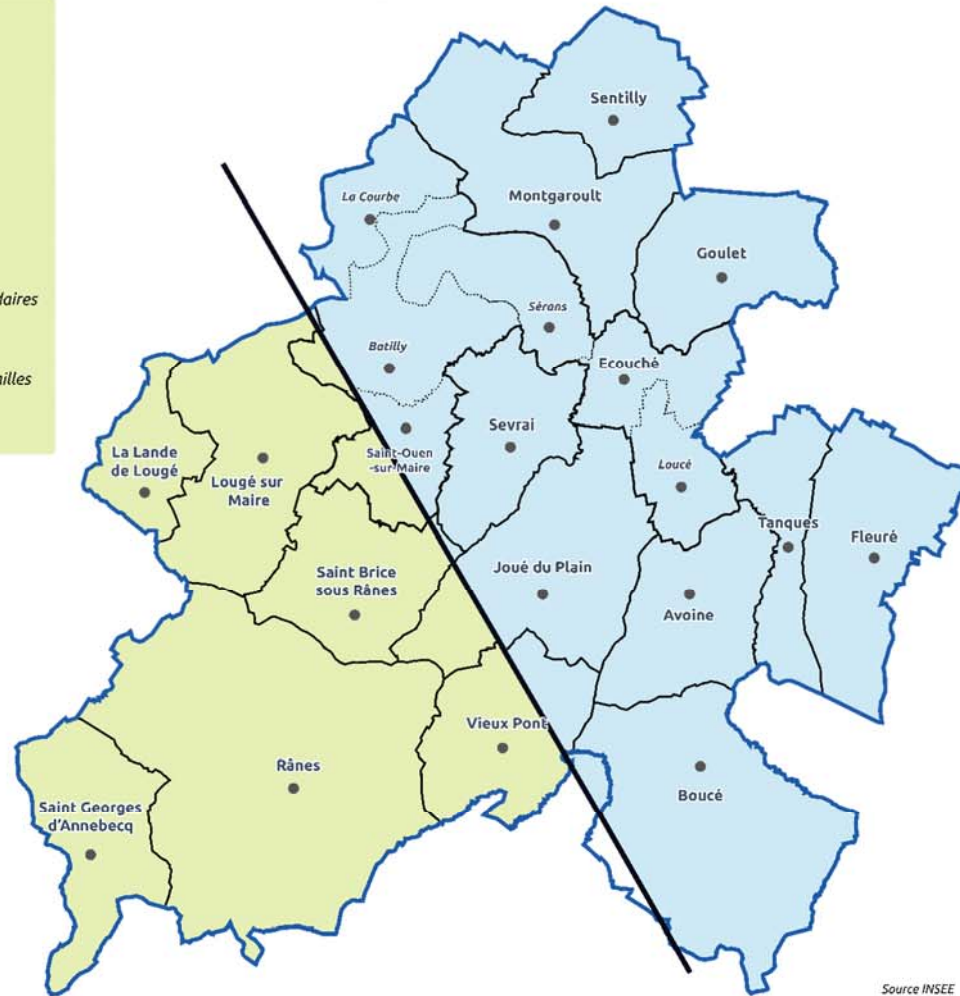 Sentilly
La Courbe
Montgaroult
Goulet
Sérans
Batilly
Ecouché
Sevrai
Saint-Ouen
-sur-Maire
La Lande
de Lougé
Lougé sur
Maire
Loucé
Tanques
Fleuré
Saint Brice
sous Rânes
Joué du Plain
Avoine
Vieux Pont
Rânes
Boucé
Saint Georges
d'Annebecq
Source INSEE